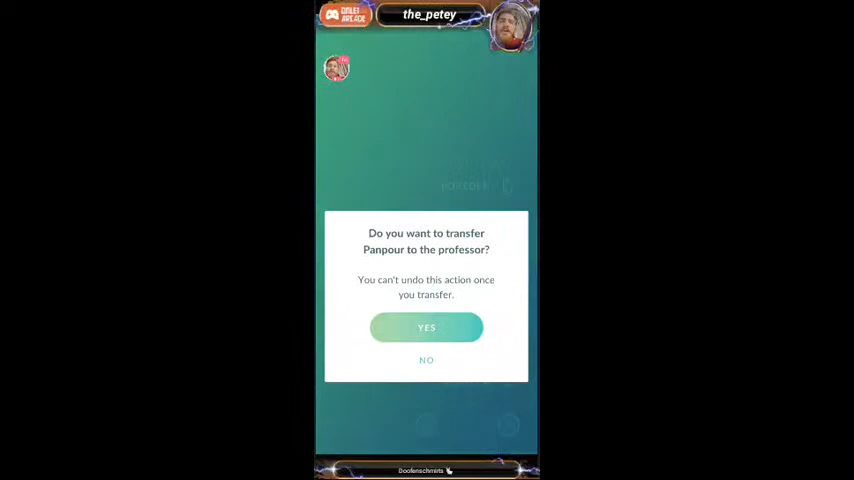 OMLET
ARCADE
the_petey
Do you want to transfer
Panpour to the professor?
You can't undo this action once
you transfer.
YES
NO
Doofenschmirts